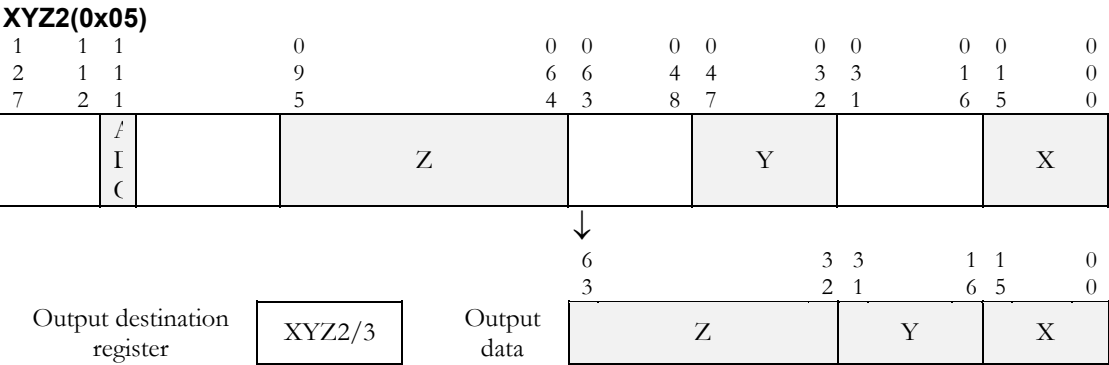 XYZ2(0x05)
1 1 1 0 0 0 0 0 0 0 0 0 0
2 1 1 9 6 6 4 4 3 3 1 1 0
7 2 1 5 4 3 8 7 2 1 6 5 0
A
D
C
Z Y X
↓
6 3 3 1 1 0
3 2 1 6 5 0
Output destination
register
XYZ2/3
Output
data
Z Y X